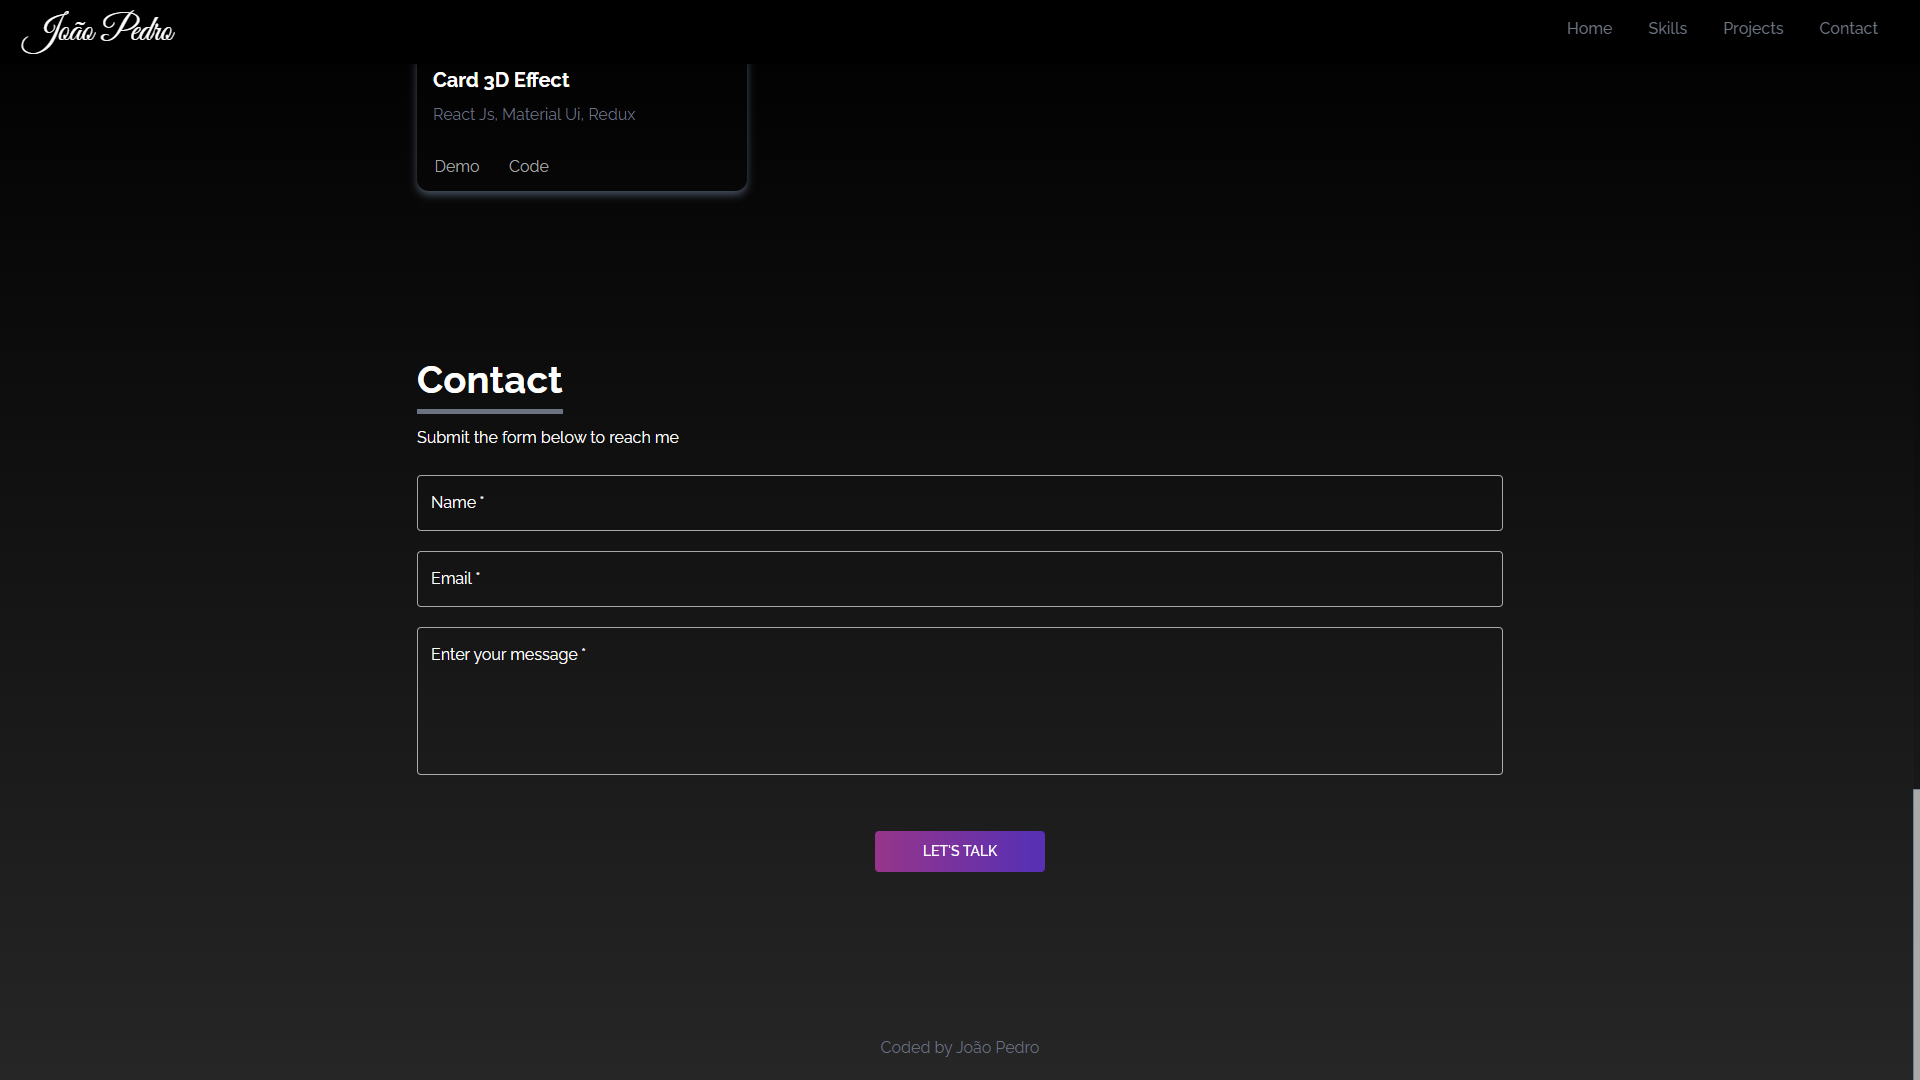 João Pedro
Home Skills Projects Contact
Card 3D Effect
React Js, Material Ui, Redux
Demo Code
Contact
Submit the form below to reach me
Name *
Email *
Enter your message *
LET'S TALK
Coded by João Pedro